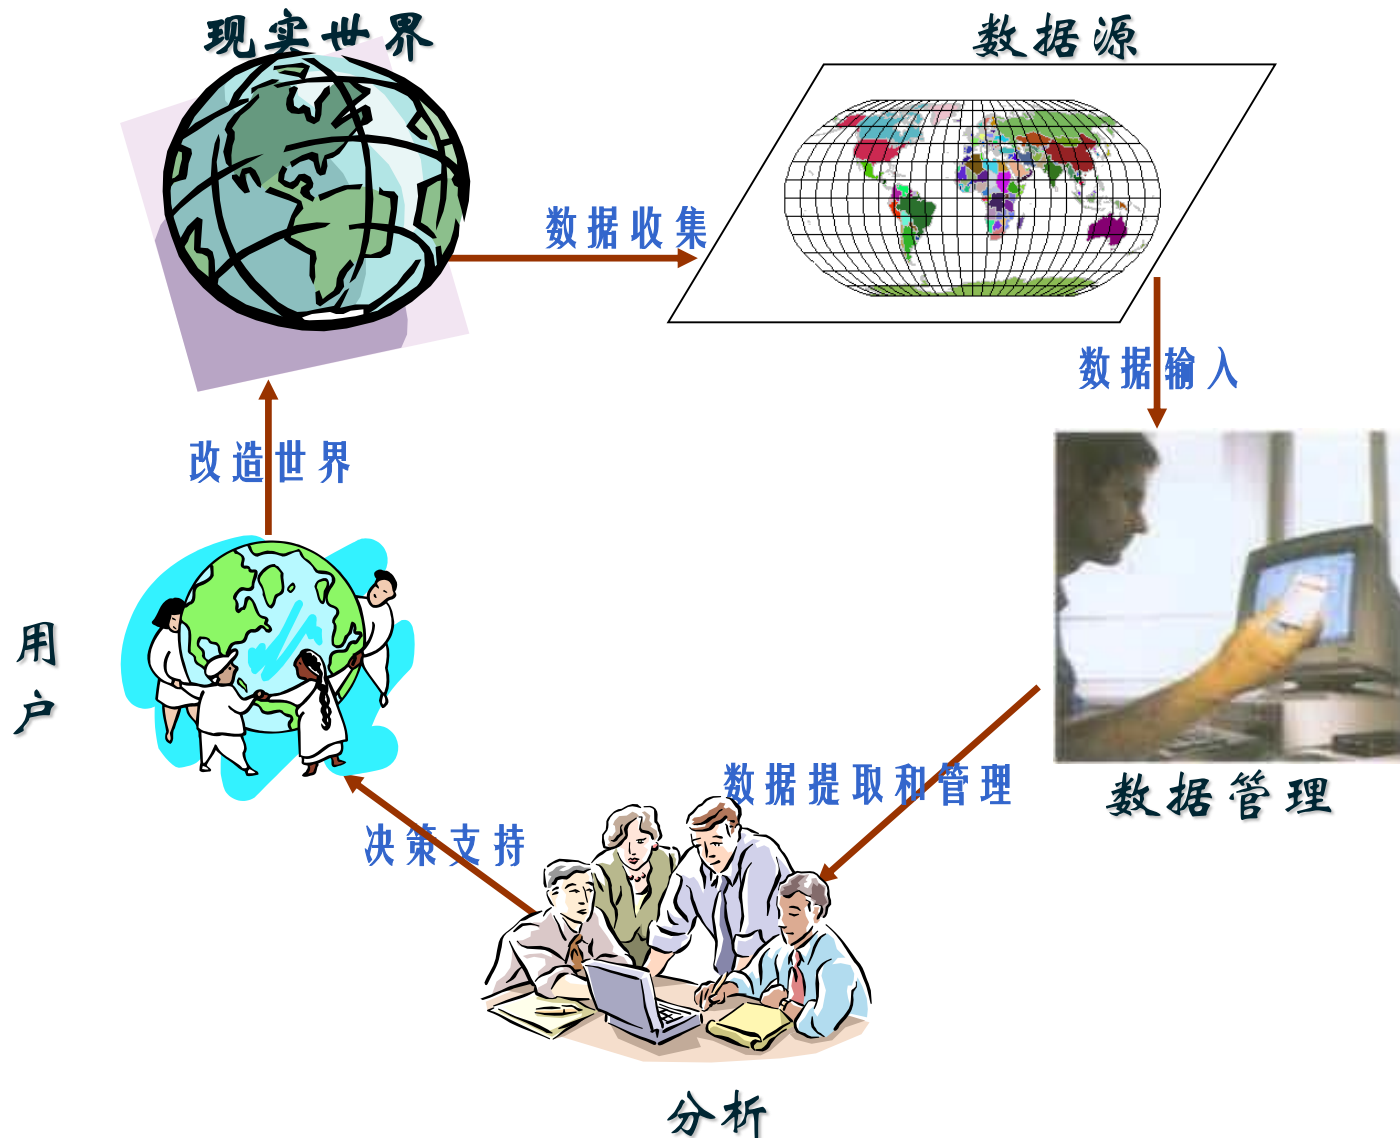 现实世界
数据源
数据收集
数据输入
改造世界
用
户
数据提取和管理
数据管理
决策支持
分析